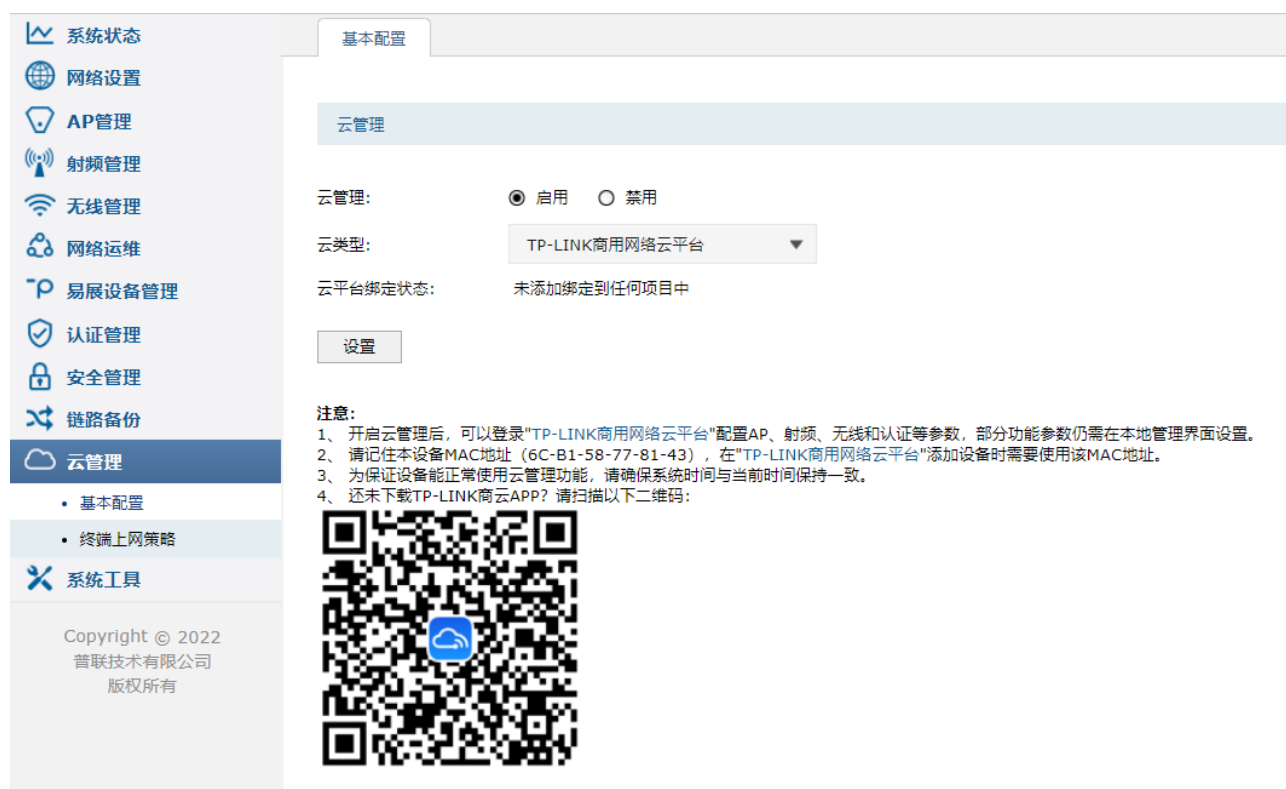 系统状态
网络设置
AP管理
射频管理
无线管理
网络运维
易展设备管理
认证管理
安全管理
链路备份
云管理
• 基本配置
• 终端上网策略
系统工具
Copyright © 2022
普联技术有限公司
版权所有
基本配置
云管理
云管理: 启用 禁用
云类型: TP-LINK商用网络云平台
云平台绑定状态: 未添加绑定到任何项目中
设置
注意:
1、 开启云管理后，可以登录"TP-LINK商用网络云平台"配置AP、射频、无线和认证等参数，部分功能参数仍需在本地管理界面设置。
2、 请记住本设备MAC地址（6C-B1-58-77-81-43），在"TP-LINK商用网络云平台"添加设备时需要使用该MAC地址。
3、 为保证设备能正常使用云管理功能，请确保系统时间与当前时间保持一致。
4、 还未下载TP-LINK商云APP？请扫描以下二维码: